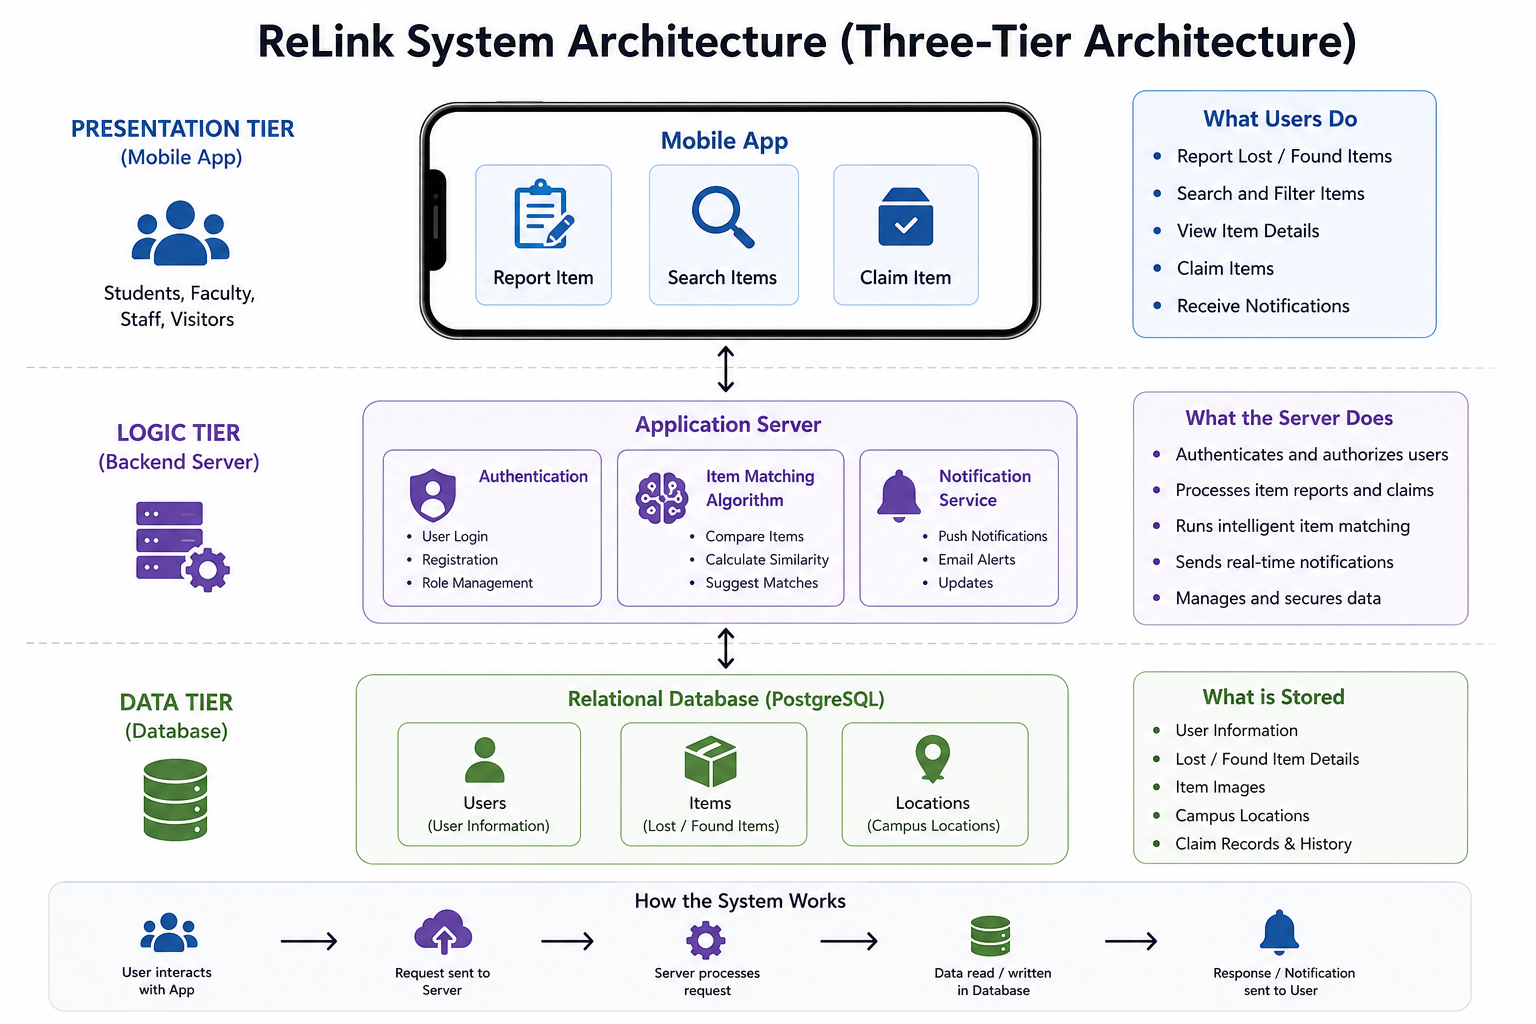 ReLink System Architecture (Three-Tier Architecture)
PRESENTATION TIER
(Mobile App)
Students, Faculty,
Staff, Visitors
Mobile App
Report Item
Search Items
Claim Item
What Users Do
• Report Lost / Found Items
• Search and Filter Items
• View Item Details
• Claim Items
• Receive Notifications
LOGIC TIER
(Backend Server)
Application Server
Authentication
• User Login
• Registration
• Role Management
Item Matching
Algorithm
• Compare Items
• Calculate Similarity
• Suggest Matches
Notification
Service
• Push Notifications
• Email Alerts
• Updates
What the Server Does
• Authenticates and authorizes users
• Processes item reports and claims
• Runs intelligent item matching
• Sends real-time notifications
• Manages and secures data
DATA TIER
(Database)
Relational Database (PostgreSQL)
Users
(User Information)
Items
(Lost / Found Items)
Locations
(Campus Locations)
What is Stored
• User Information
• Lost / Found Item Details
• Item Images
• Campus Locations
• Claim Records & History
How the System Works
User interacts
with App
Request sent to
Server
Server processes
request
Data read / written
in Database
Response / Notification
sent to User